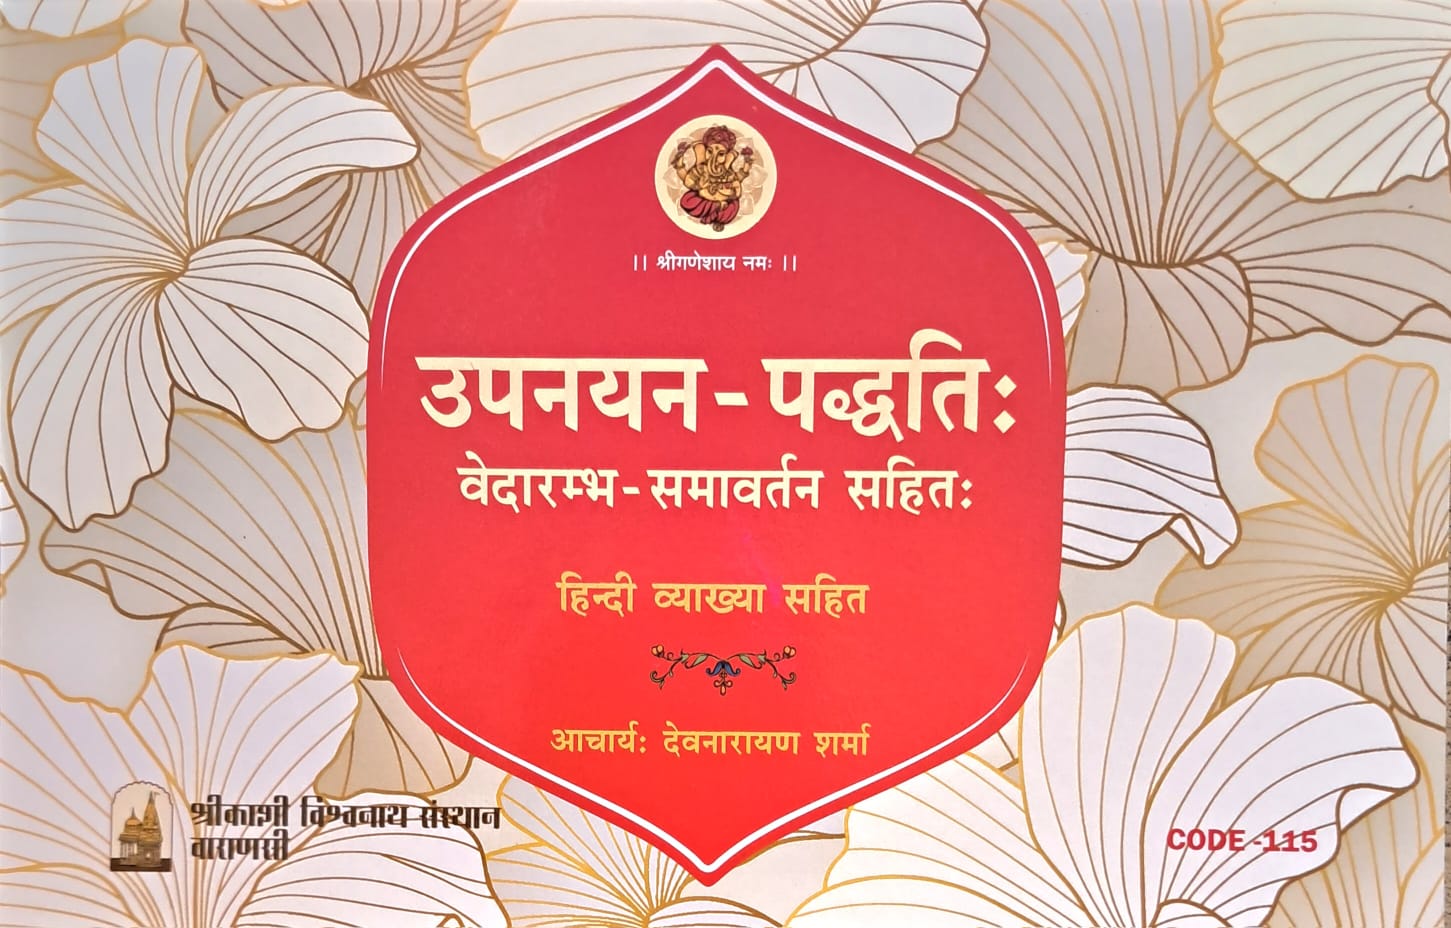 ।। श्रीगणेशाय नमः ।।
उपनयन-पद्धतिः
वेदारम्भ-समावर्तन सहितः
हिन्दी व्याख्या सहित
आचार्यः देवनारायण शर्मा
श्रीकाशी विश्वनाथ संस्थान
वाराणसी
CODE-115